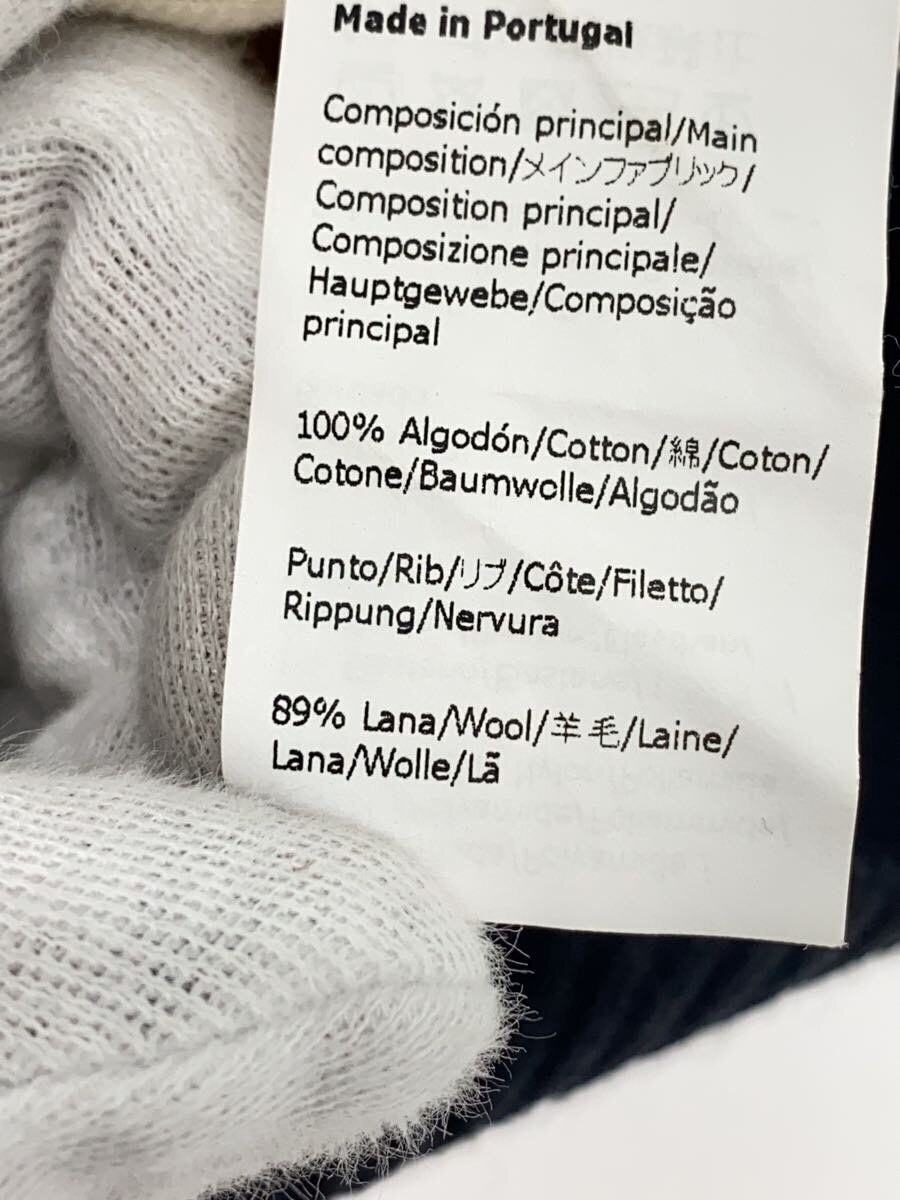 Made in Portugal
Composición principal/Main
composition/メインファブリック/
Composition principal/
Composizione principale/
Hauptgewebe/Composição
principal
100% Algodón/Cotton/綿/Coton/
Cotone/Baumwolle/Algodão
Punto/Rib/リブ/Côte/Filetto/
Rippung/Nervura
89% Lana/Wool/羊毛/Laine/
Lana/Wolle/Lã